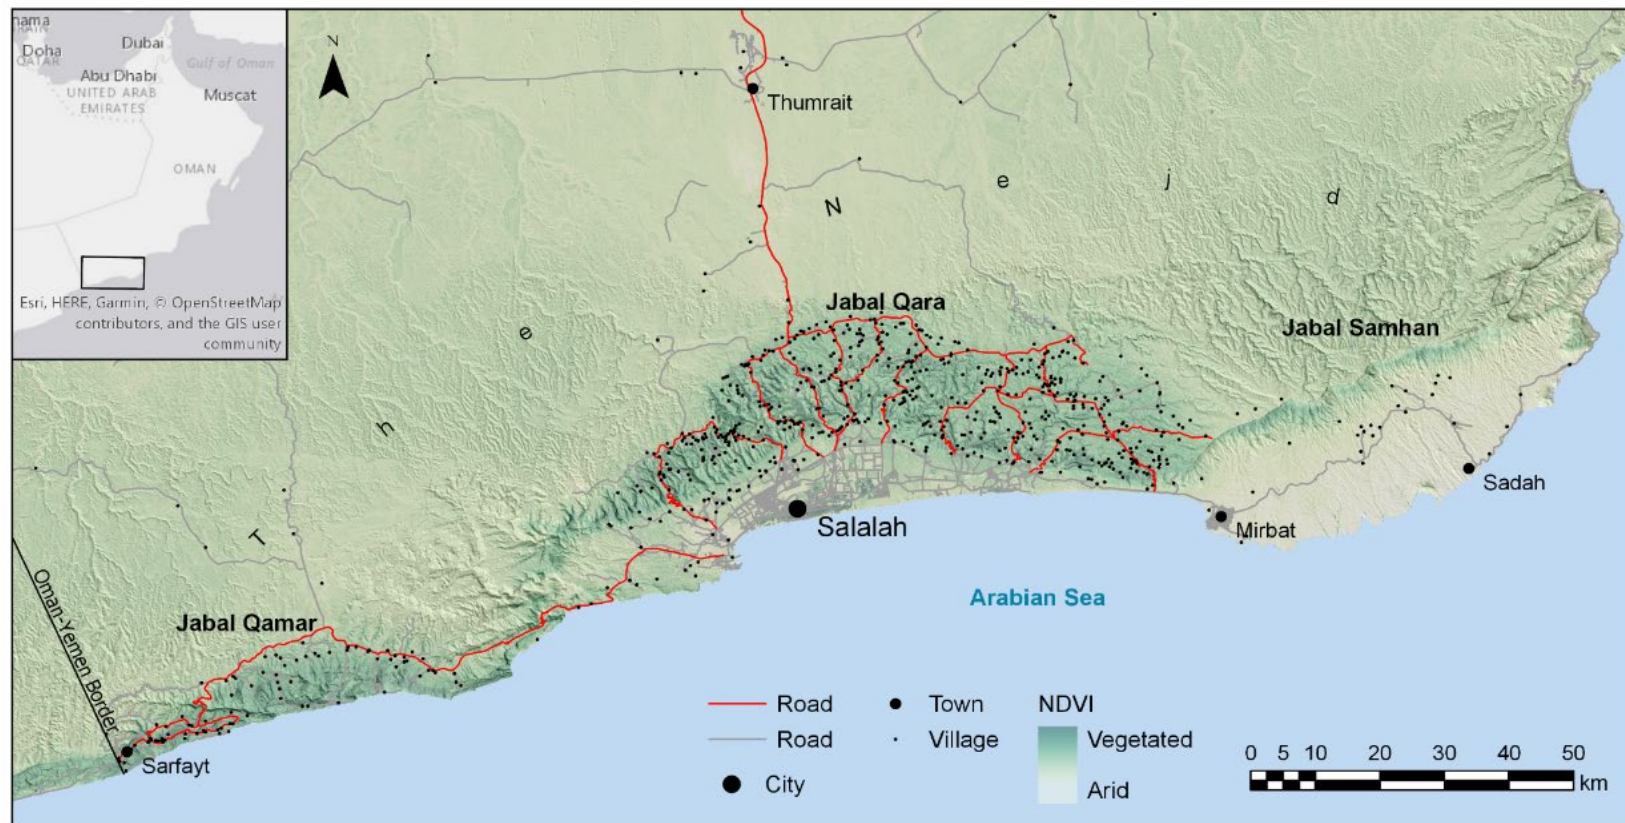 nama
TRAIN
Doha
QATAR
Dubai
Gulf of Oman
Abu Dhabi
UNITED ARAB
EMIRATES
Muscat
OMAN
Esri, HERE, Garmin, © OpenStreetMap
contributors, and the GIS user
community
N
Thumrait
T h e N e j d
Jabal Qara
Jabal Samhan
Sadah
Mirbat
Salalah
Arabian Sea
Jabal Qamar
Oman-Yemen Border
Sarfayt
Road
Road
City
Town
Village
NDVI
Vegetated
Arid
0 5 10 20 30 40 50
km